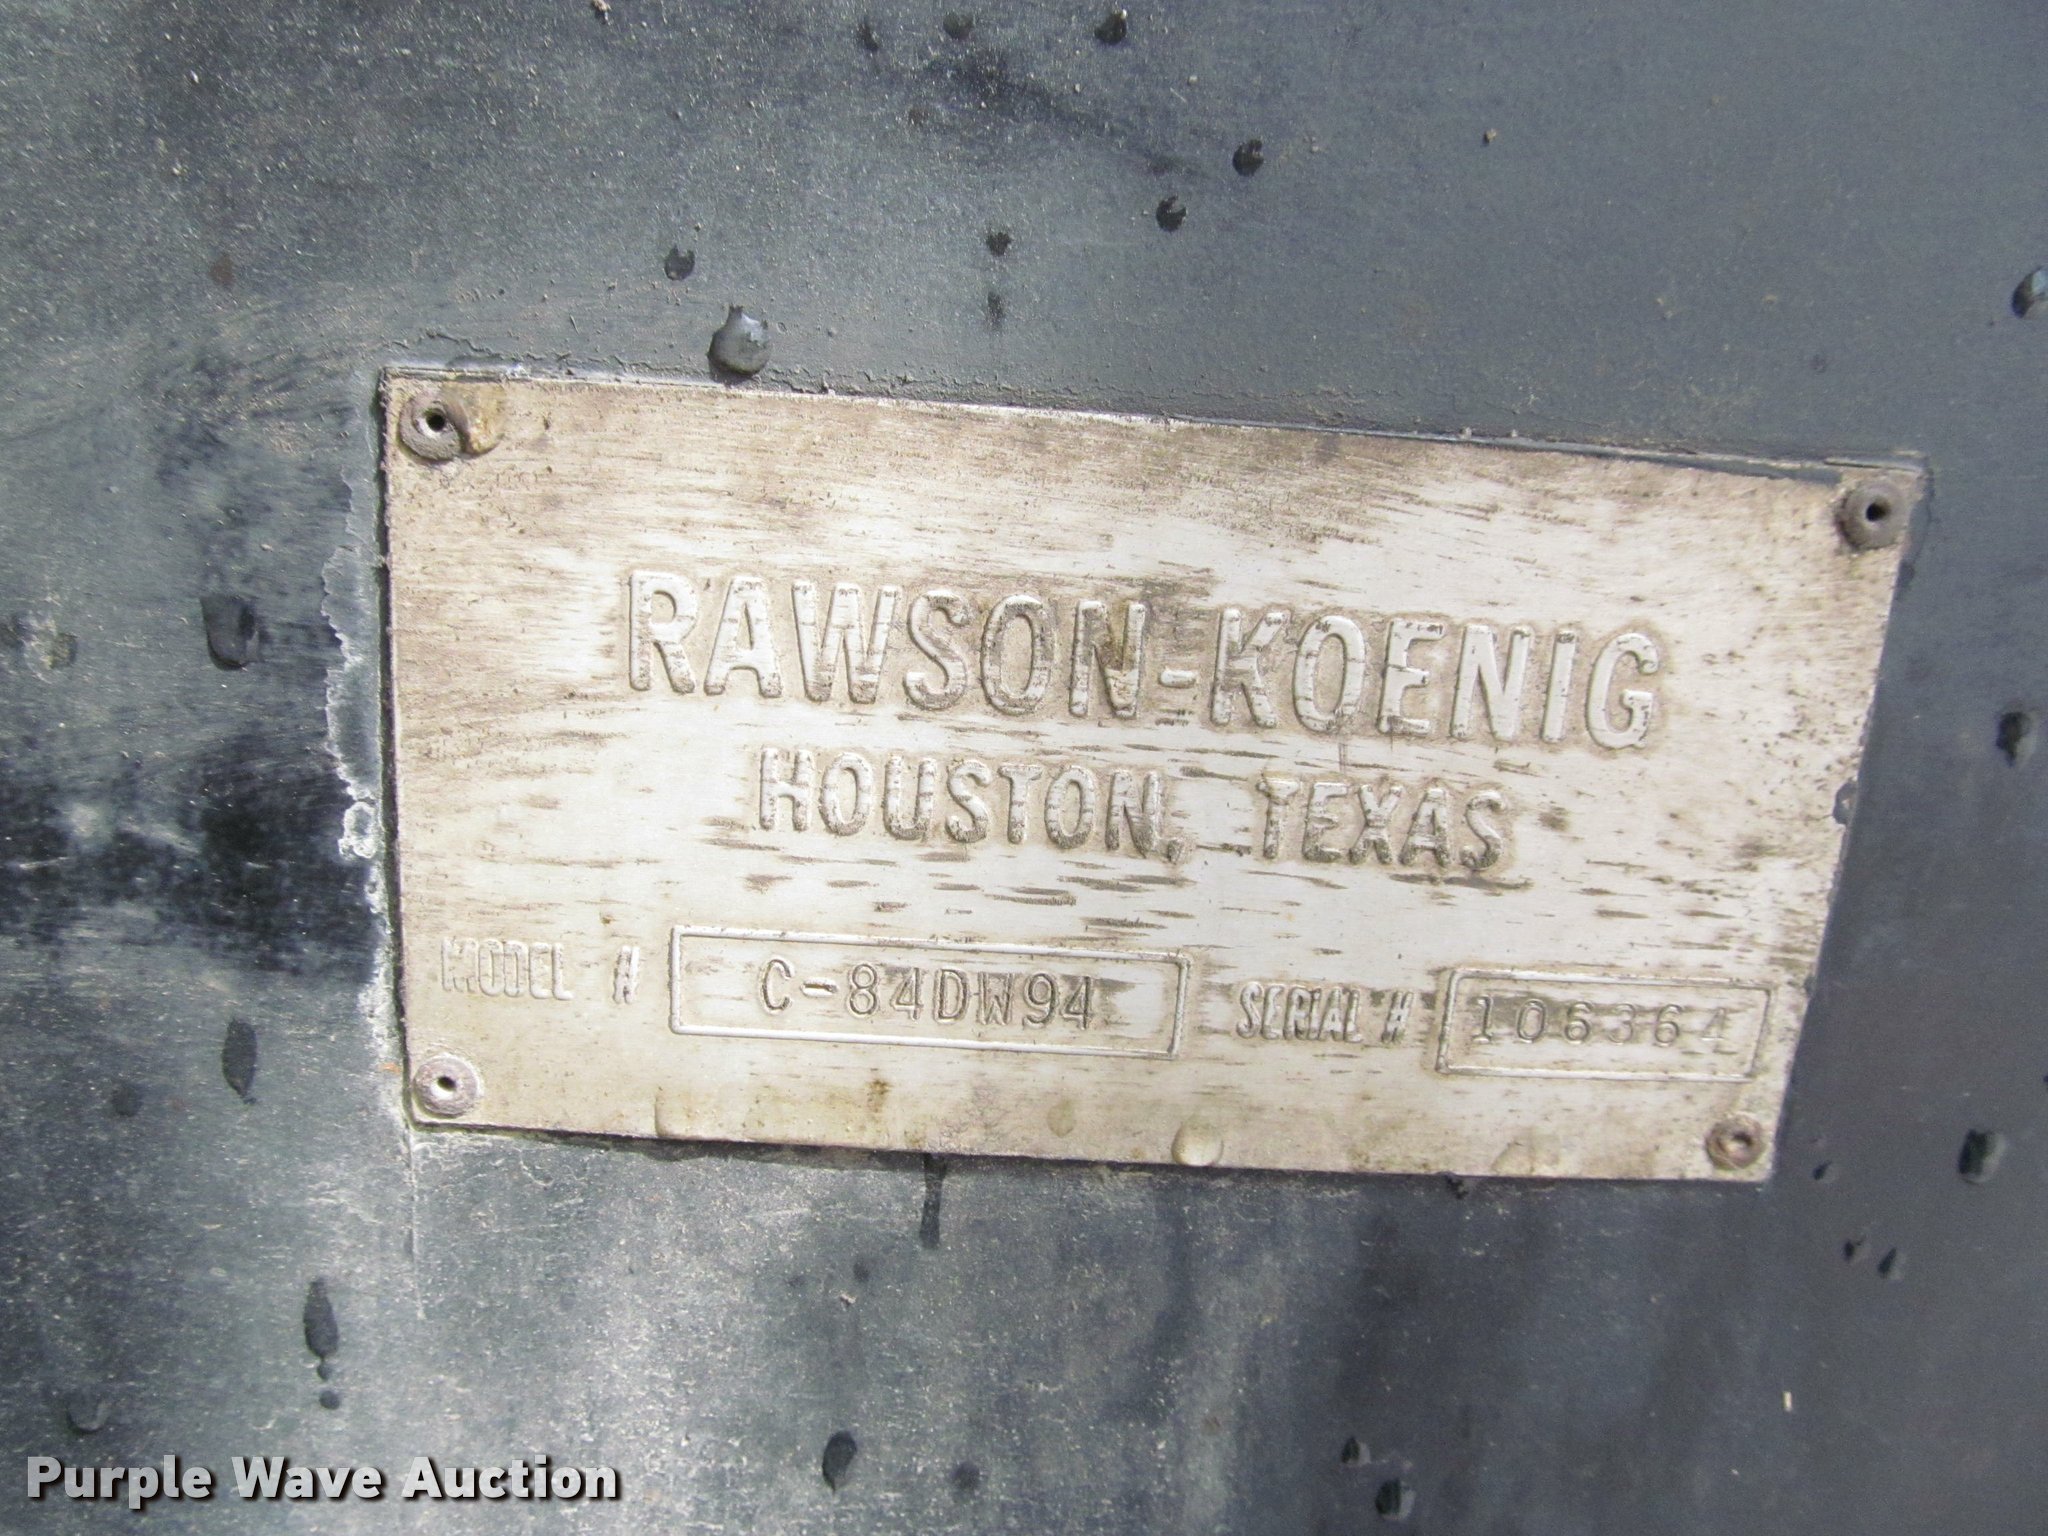 RAWSON-KOENIG
HOUSTON, TEXAS
MODEL # C-84DW94 SERIAL # 106364
Purple Wave Auction